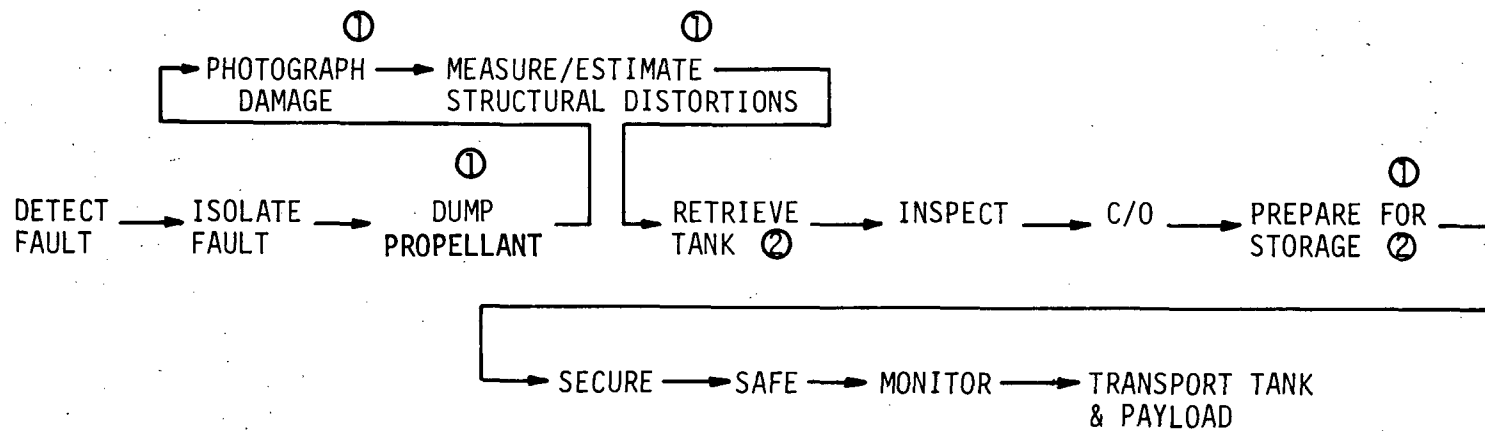 ① ①
PHOTOGRAPH MEASURE/ESTIMATE
DAMAGE STRUCTURAL DISTORTIONS
① ①
DETECT ISOLATE DUMP RETRIEVE INSPECT C/O PREPARE FOR
FAULT FAULT PROPELLANT TANK ② STORAGE ②
SECURE SAFE MONITOR TRANSPORT TANK
& PAYLOAD